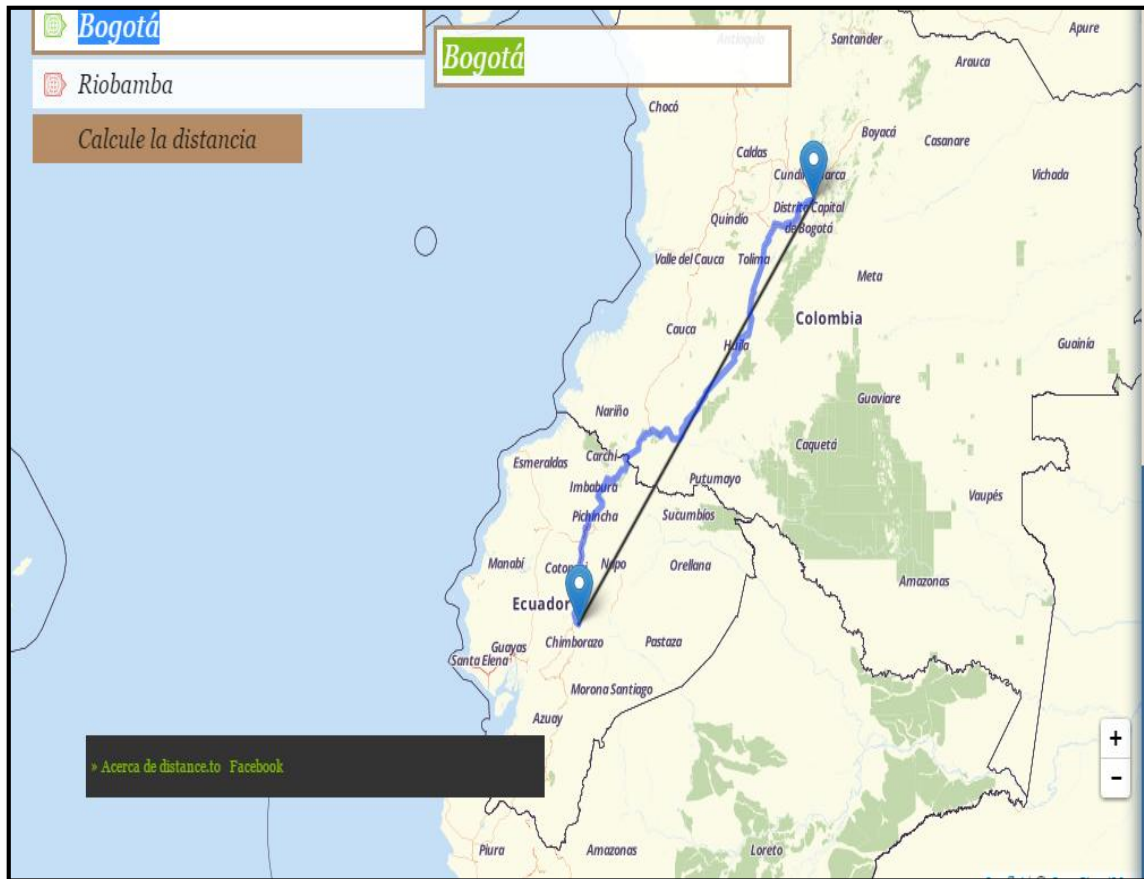 Bogotá
Bogotá
Riobamba
Calcule la distancia
Santander
Apure
Arauca
Chocó
Boyacá
Casanare
Caldas
Vichada
Distrito Capital
de Bogotá
Quindío
Valle del Cauca
Tolima
Meta
Colombia
Cauca
Huila
Guainía
Guaviare
Nariño
Caquetá
Carchi
Esmeraldas
Imbabura
Putumayo
Vaupés
Pichincha
Sucumbíos
Manabí
Napo
Orellana
Amazonas
Ecuador
Chimborazo
Pastaza
Guayas
Santa Elena
Morona Santiago
Azuay
+
» Acerca de distance.to Facebook
−
Piura
Amazonas
Loreto